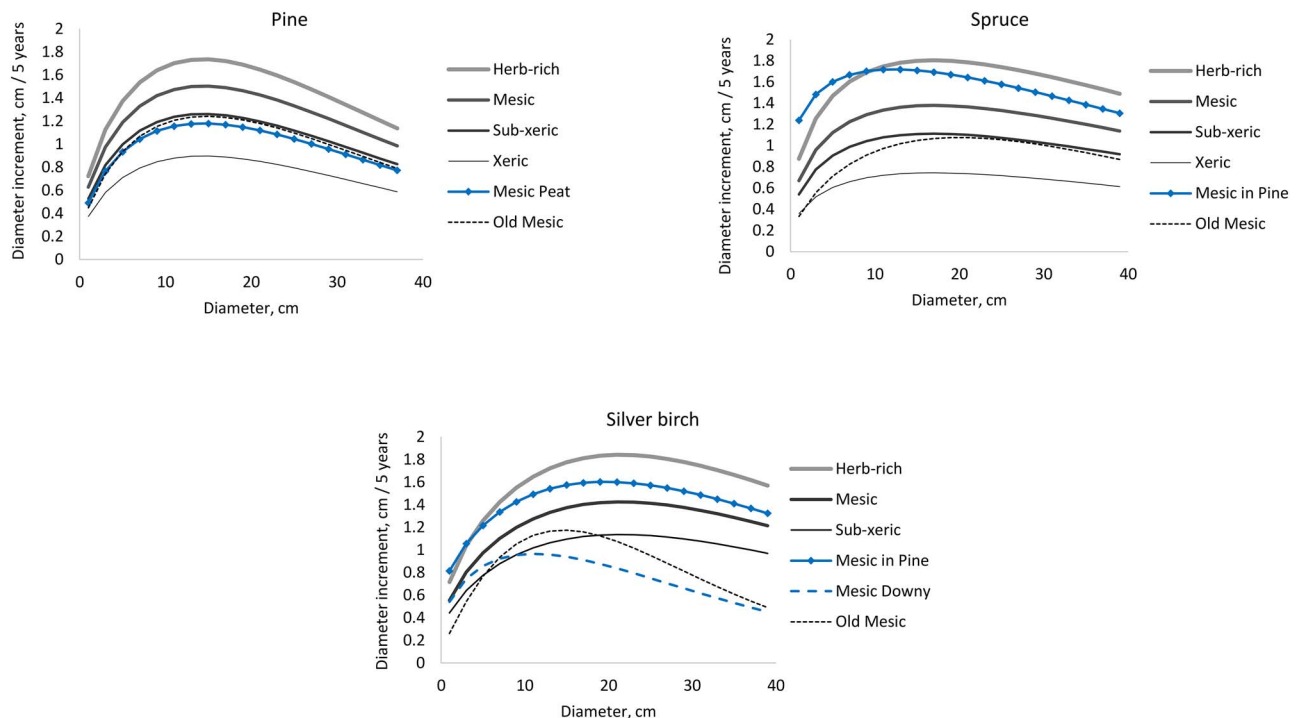 Pine
Diameter increment, cm / 5 years
2
1.8
1.6
1.4
1.2
1
0.8
0.6
0.4
0.2
0
0 10 20 30 40
Diameter, cm
Herb-rich
Mesic
Sub-xeric
Xeric
Mesic Peat
Old Mesic
Spruce
Diameter increment, cm / 5 years
2
1.8
1.6
1.4
1.2
1
0.8
0.6
0.4
0.2
0
0 10 20 30 40
Diameter, cm
Herb-rich
Mesic
Sub-xeric
Xeric
Mesic in Pine
Old Mesic
Silver birch
Diameter increment, cm / 5 years
2
1.8
1.6
1.4
1.2
1
0.8
0.6
0.4
0.2
0
0 10 20 30 40
Diameter, cm
Herb-rich
Mesic
Sub-xeric
Mesic in Pine
Mesic Downy
Old Mesic